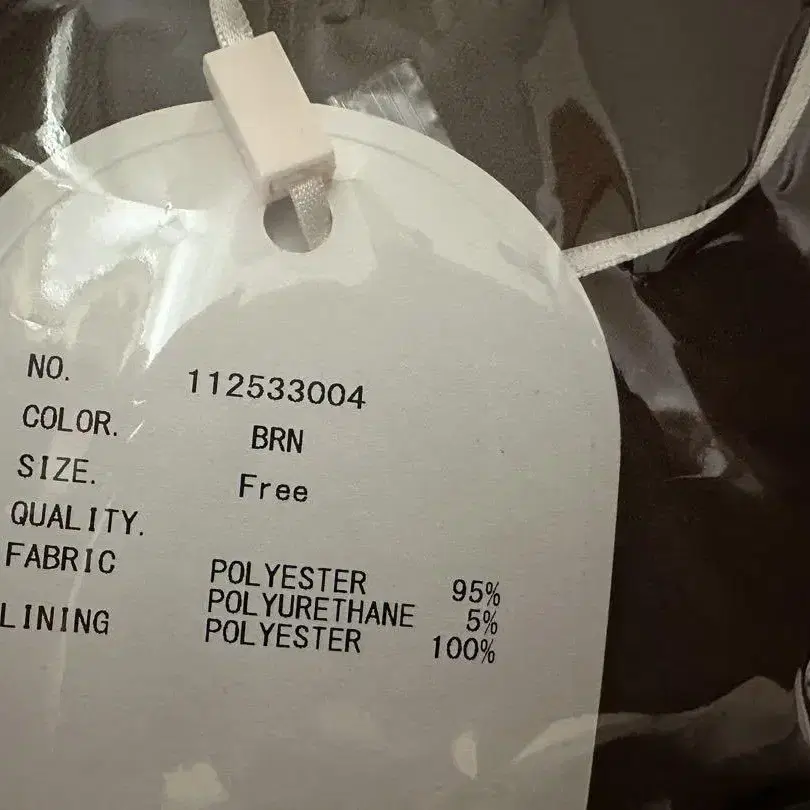 NO. 112533004
COLOR. BRN
SIZE. Free
QUALITY.
FABRIC POLYESTER 95%
POLYURETHANE 5%
LINING POLYESTER 100%